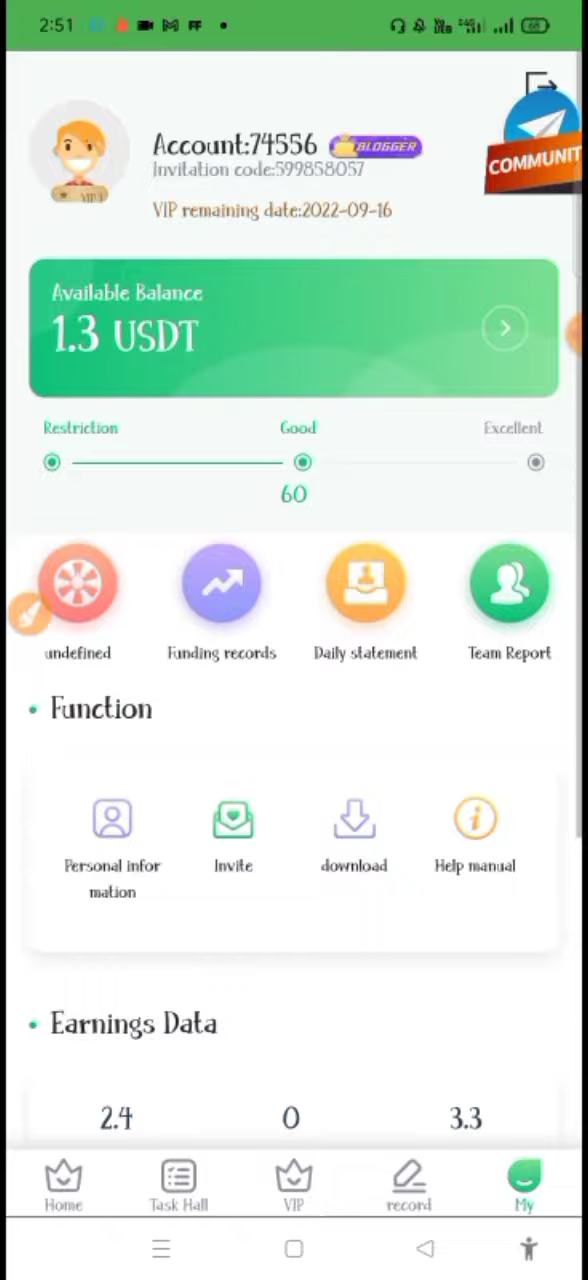 2:51
Account:74556 BLOGGER
Invitation code:599858057
VIP remaining date:2022-09-16
COMMUNIT
Available Balance
1.3 USDT
Restriction Good Excellent
60
undefined Funding records Daily statement Team Report
Function
Personal infor
mation
Invite download Help manual
Earnings Data
2.4 0 3.3
Home Task Hall VIP record My